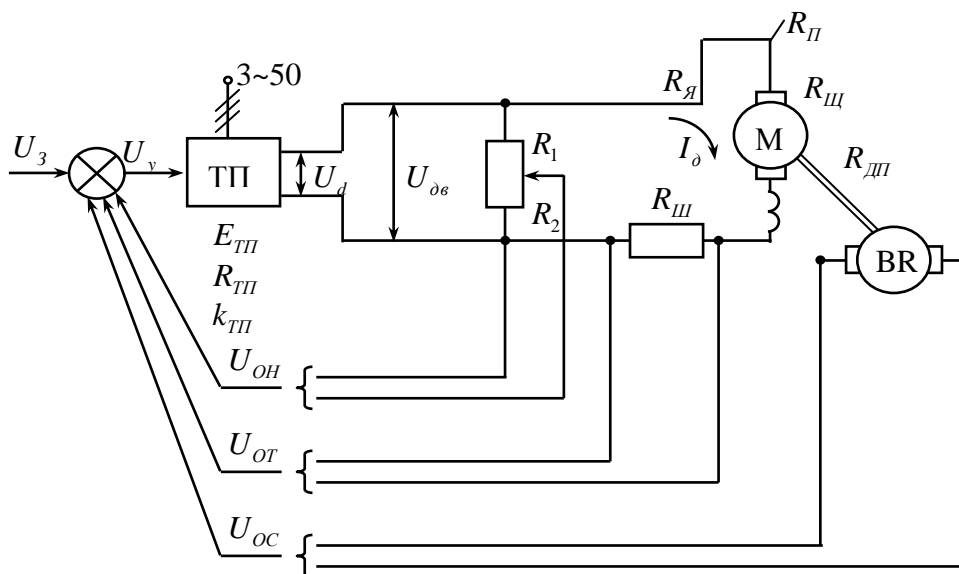 R_П
3~50
R_Я
R_Щ
М
U_З
U_у
ТП
U_d
U_дв
R_1
I_д
R_ДП
R_2
R_Ш
E_ТП
BR
R_ТП
k_ТП
U_ОН
U_ОТ
U_ОС